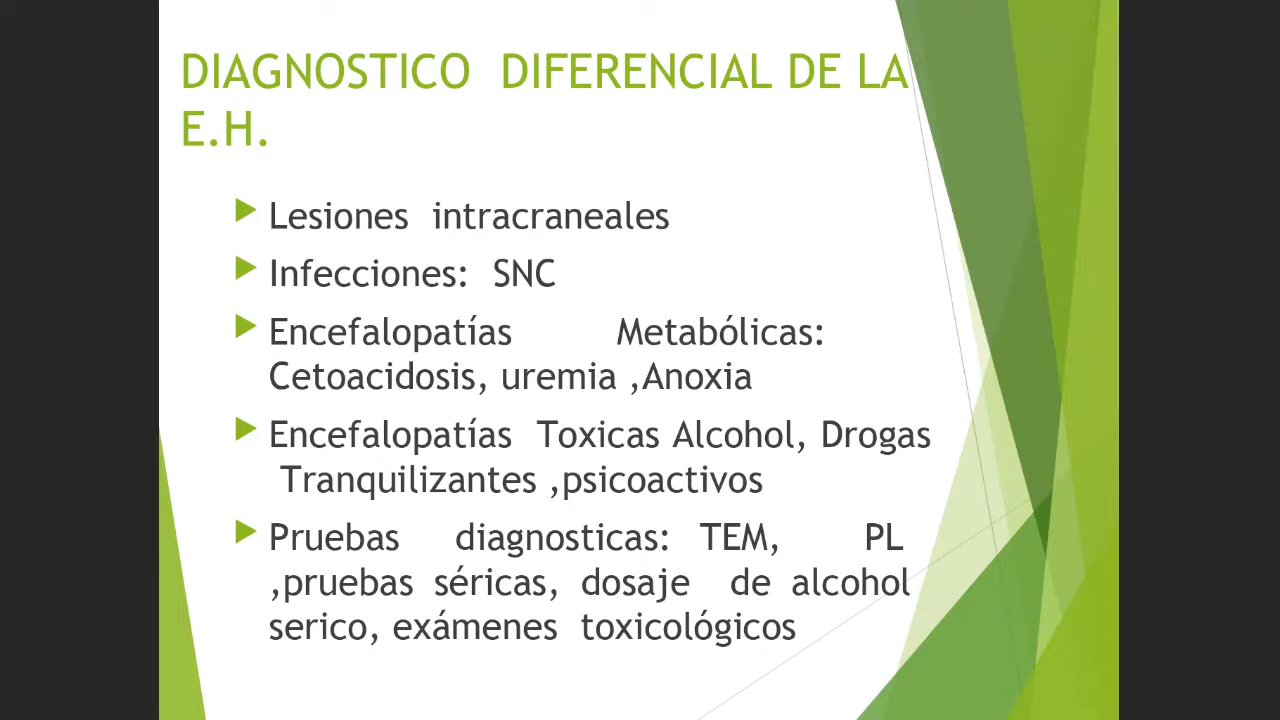 DIAGNOSTICO DIFERENCIAL DE LA
E.H.
Lesiones intracraneales
Infecciones: SNC
Encefalopatías Metabólicas:
Cetoacidosis, uremia ,Anoxia
Encefalopatías Toxicas Alcohol, Drogas
Tranquilizantes ,psicoactivos
Pruebas diagnosticas: TEM, PL
,pruebas séricas, dosaje de alcohol
serico, exámenes toxicológicos